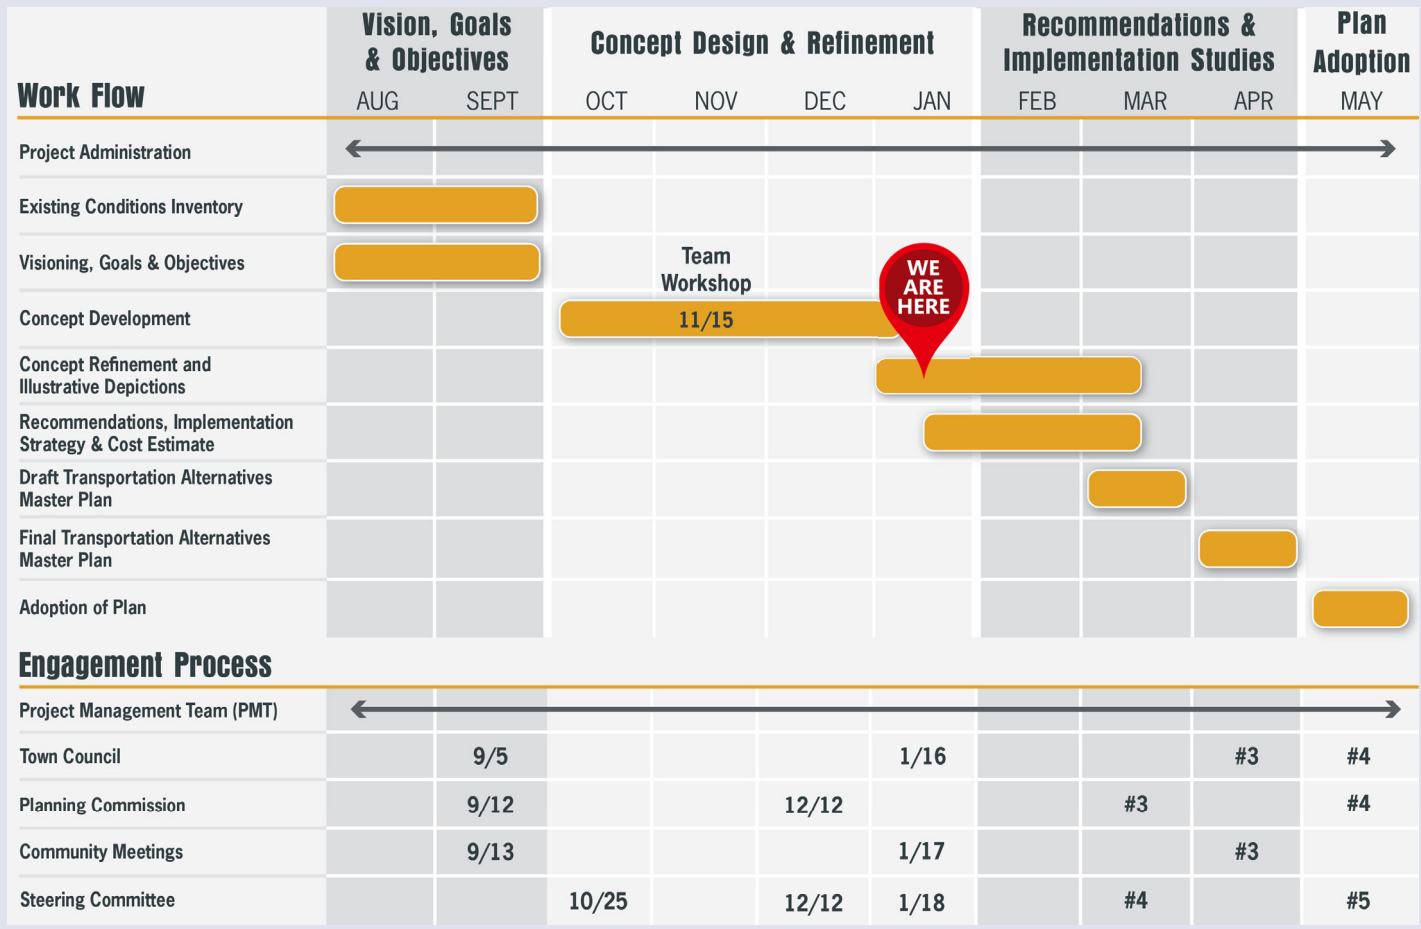 Vision, Goals
& Objectives
Concept Design & Refinement
Recommendations &
Implementation Studies
Plan
Adoption
Work Flow
AUG SEPT OCT NOV DEC JAN FEB MAR APR MAY
Project Administration
Existing Conditions Inventory
Visioning, Goals & Objectives
Team
Workshop
WE
ARE
HERE
Concept Development 11/15
Concept Refinement and
Illustrative Depictions
Recommendations, Implementation
Strategy & Cost Estimate
Draft Transportation Alternatives
Master Plan
Final Transportation Alternatives
Master Plan
Adoption of Plan
Engagement Process
Project Management Team (PMT)
Town Council 9/5 1/16 #3 #4
Planning Commission 9/12 12/12 #3 #4
Community Meetings 9/13 1/17 #3
Steering Committee 10/25 12/12 1/18 #4 #5